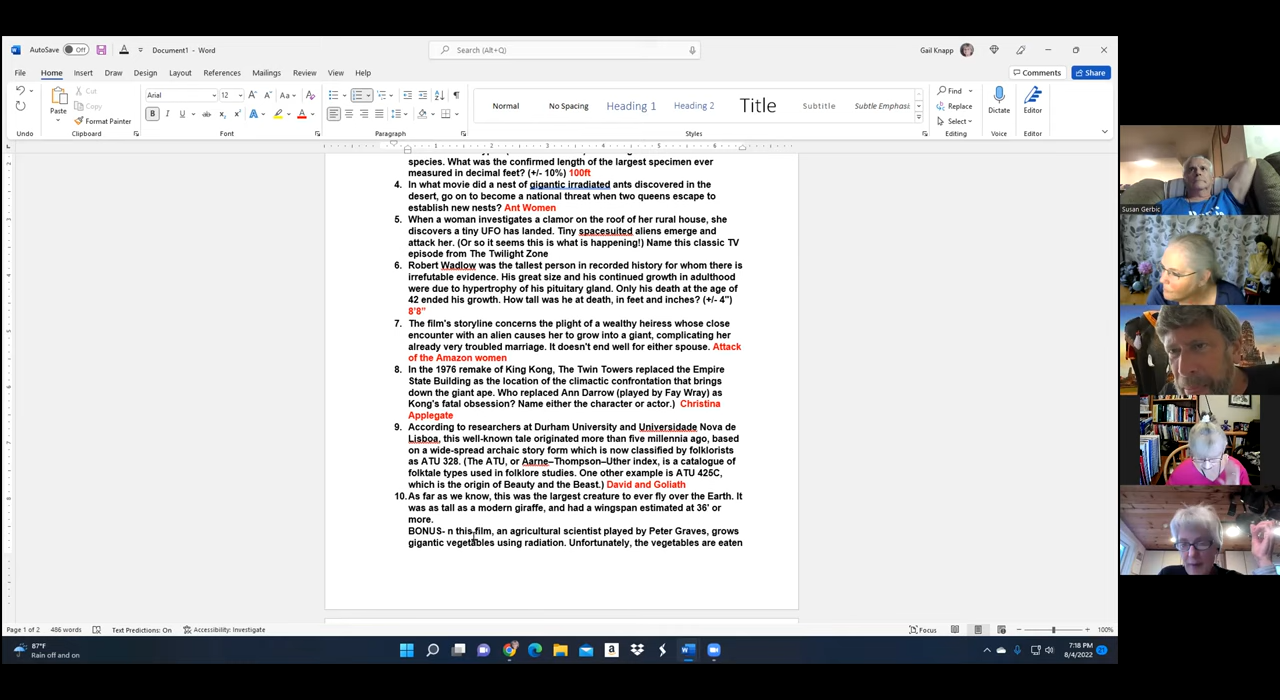 AutoSave Off Document1 - Word Search (Alt+Q) Gail Knapp
File Home Insert Draw Design Layout References Mailings Review View Help Comments Share
Cut
Copy
Format Painter
Paste
Arial 12
Normal No Spacing Heading 1 Heading 2 Title Subtitle Subtle Emphasis
Find
Replace
Select
Dictate Editor
Undo Clipboard Font Paragraph Styles Editing Voice Editor
species. What was the confirmed length of the largest specimen ever
measured in decimal feet? (+/- 10%) 100ft
4. In what movie did a nest of gigantic irradiated ants discovered in the
desert, go on to become a national threat when two queens escape to
establish new nests? Ant Women
5. When a woman investigates a clamor on the roof of her rural house, she
discovers a tiny UFO has landed. Tiny spacesuited aliens emerge and
attack her. (Or so it seems this is what is happening!) Name this classic TV
episode from The Twilight Zone
6. Robert Wadlow was the tallest person in recorded history for whom there is
irrefutable evidence. His great size and his continued growth in adulthood
were due to hypertrophy of his pituitary gland. Only his death at the age of
42 ended his growth. How tall was he at death, in feet and inches? (+/- 4")
8'8"
7. The film's storyline concerns the plight of a wealthy heiress whose close
encounter with an alien causes her to grow into a giant, complicating her
already very troubled marriage. It doesn't end well for either spouse. Attack
of the Amazon women
8. In the 1976 remake of King Kong, The Twin Towers replaced the Empire
State Building as the location of the climactic confrontation that brings
down the giant ape. Who replaced Ann Darrow (played by Fay Wray) as
Kong's fatal obsession? Name either the character or actor.) Christina
Applegate
9. According to researchers at Durham University and Universidade Nova de
Lisboa, this well-known tale originated more than five millennia ago, based
on a wide-spread archaic story form which is now classified by folklorists
as ATU 328. (The ATU, or Aarne–Thompson–Uther index, is a catalogue of
folktale types used in folklore studies. One other example is ATU 425C,
which is the origin of Beauty and the Beast.) David and Goliath
10. As far as we know, this was the largest creature to ever fly over the Earth. It
was as tall as a modern giraffe, and had a wingspan estimated at 36' or
more.
BONUS- n this film, an agricultural scientist played by Peter Graves, grows
gigantic vegetables using radiation. Unfortunately, the vegetables are eaten
Page 1 of 2 486 words Text Predictions: On Accessibility: Investigate Focus 100%
87°F
Rain off and on
7:18 PM
8/4/2022
Susan Gerbic